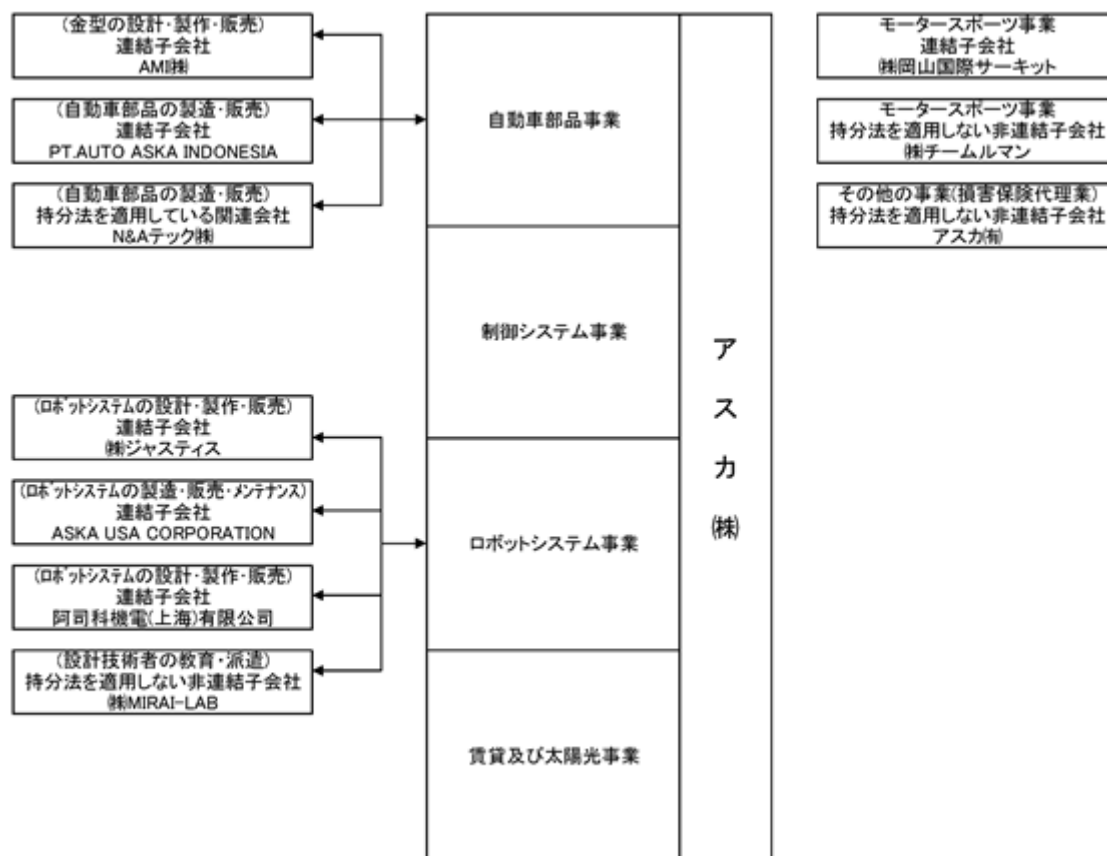 (金型の設計・製作・販売)
連結子会社
AMI㈱
(自動車部品の製造・販売)
連結子会社
PT.AUTO ASKA INDONESIA
(自動車部品の製造・販売)
持分法を適用している関連会社
N&Aテック㈱
(ﾛﾎﾞｯﾄｼｽﾃﾑの設計・製作・販売)
連結子会社
㈱ジャスティス
(ﾛﾎﾞｯﾄｼｽﾃﾑの製造・販売・ﾒﾝﾃﾅﾝｽ)
連結子会社
ASKA USA CORPORATION
(ﾛﾎﾞｯﾄｼｽﾃﾑの設計・製作・販売)
連結子会社
阿司科機電(上海)有限公司
(設計技術者の教育・派遣)
持分法を適用しない非連結子会社
㈱MIRAI-LAB
自動車部品事業
制御システム事業
ロボットシステム事業
賃貸及び太陽光事業
アスカ㈱
モータースポーツ事業
連結子会社
㈱岡山国際サーキット
モータースポーツ事業
持分法を適用しない非連結子会社
㈱チームルマン
その他の事業(損害保険代理業)
持分法を適用しない非連結子会社
アスカ㈲